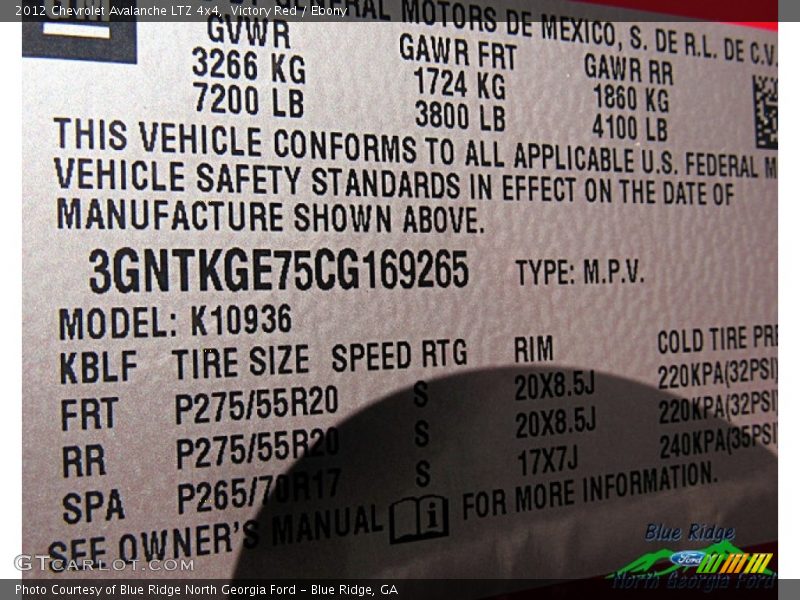 2012 Chevrolet Avalanche LTZ 4x4, Victory Red / Ebony
MOTORS DE MEXICO, S. DE R.L. DE C.V.
GVWR GAWR FRT GAWR RR
3266 KG 1724 KG 1860 KG
7200 LB 3800 LB 4100 LB
THIS VEHICLE CONFORMS TO ALL APPLICABLE U.S. FEDERAL M
VEHICLE SAFETY STANDARDS IN EFFECT ON THE DATE OF
MANUFACTURE SHOWN ABOVE.
3GNTKGE75CG169265 TYPE: M.P.V.
MODEL: K10936
KBLF TIRE SIZE SPEED RTG RIM COLD TIRE PRE
FRT P275/55R20 S 20X8.5J 220KPA(32PSI)
RR P275/55R20 S 20X8.5J 220KPA(32PSI)
SPA P265/70R17 S 17X7J 240KPA(35PSI)
SEE OWNER'S MANUAL i FOR MORE INFORMATION.
GTCarLot.com
Blue Ridge
Ford
North Georgia Ford
Photo Courtesy of Blue Ridge North Georgia Ford – Blue Ridge, GA